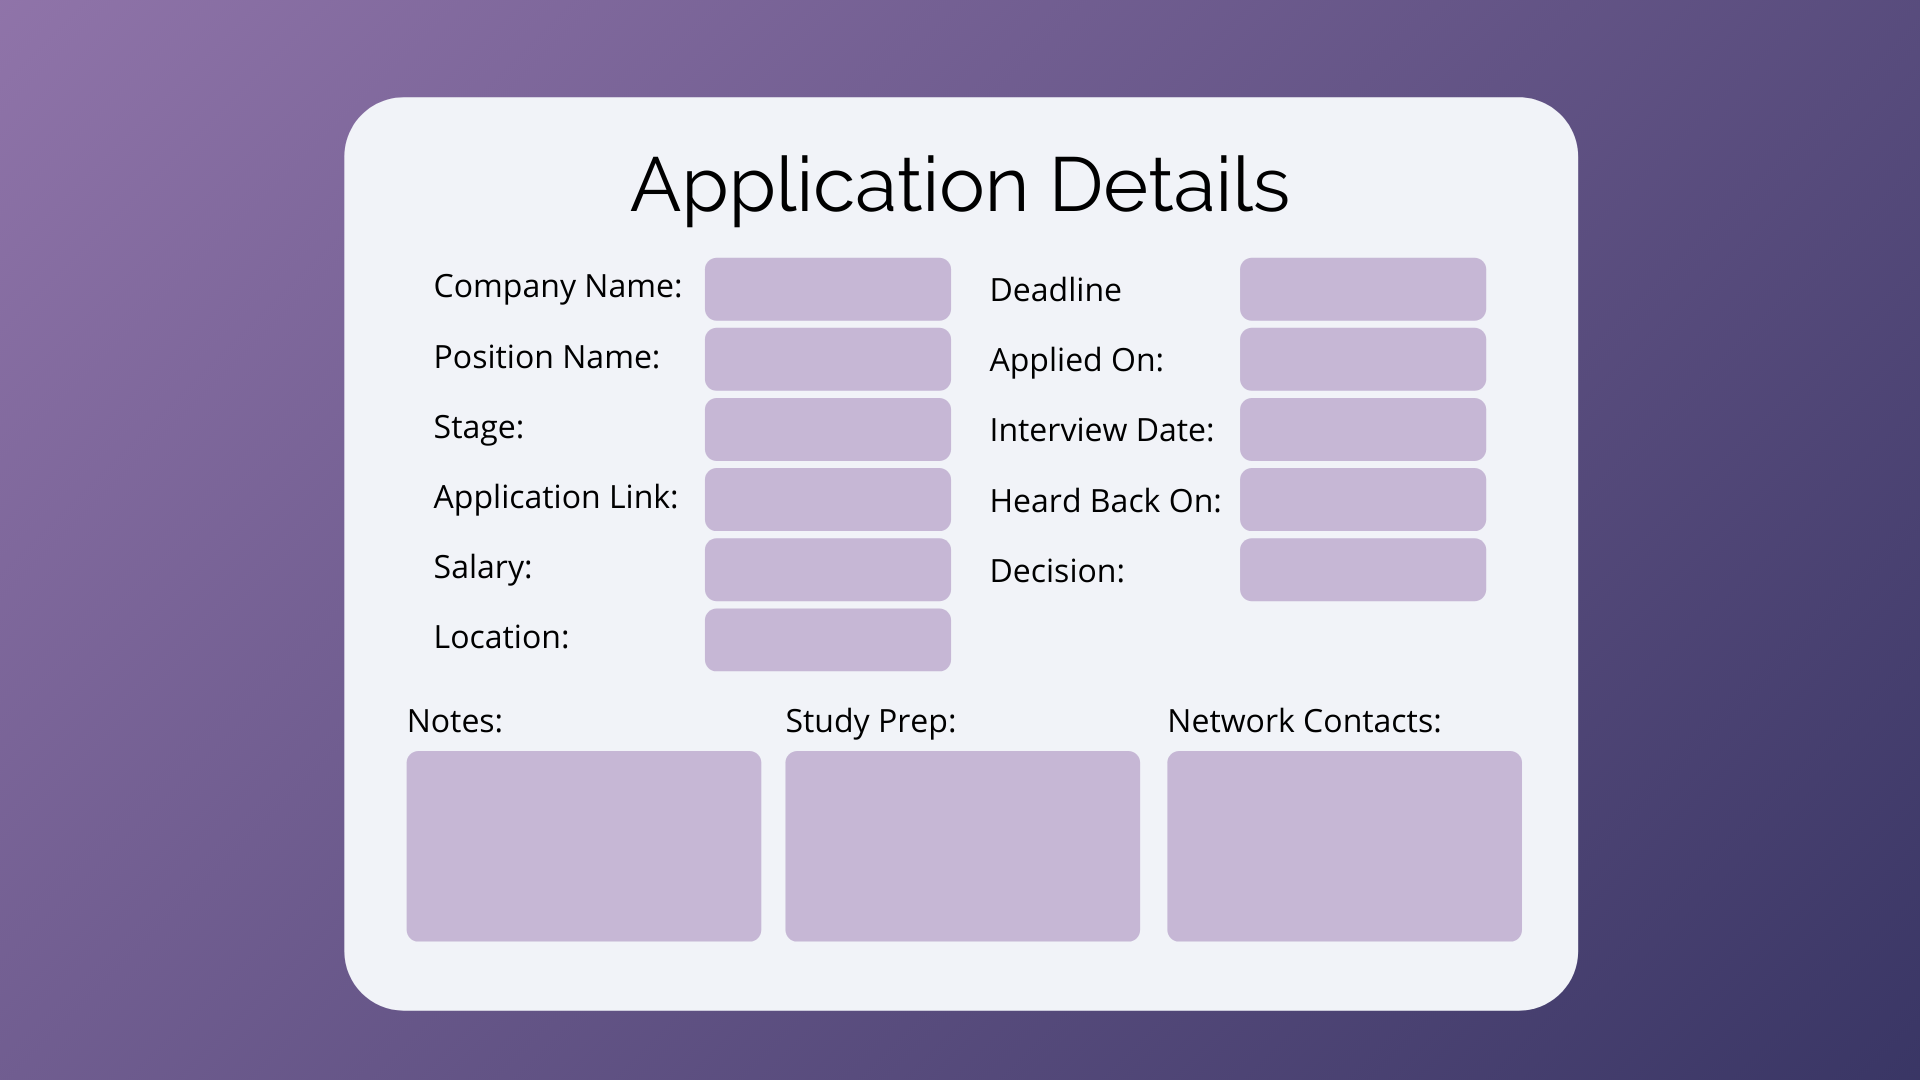 Application Details
Company Name:
Position Name:
Stage:
Application Link:
Salary:
Location:
Deadline
Applied On:
Interview Date:
Heard Back On:
Decision:
Notes:
Study Prep:
Network Contacts: